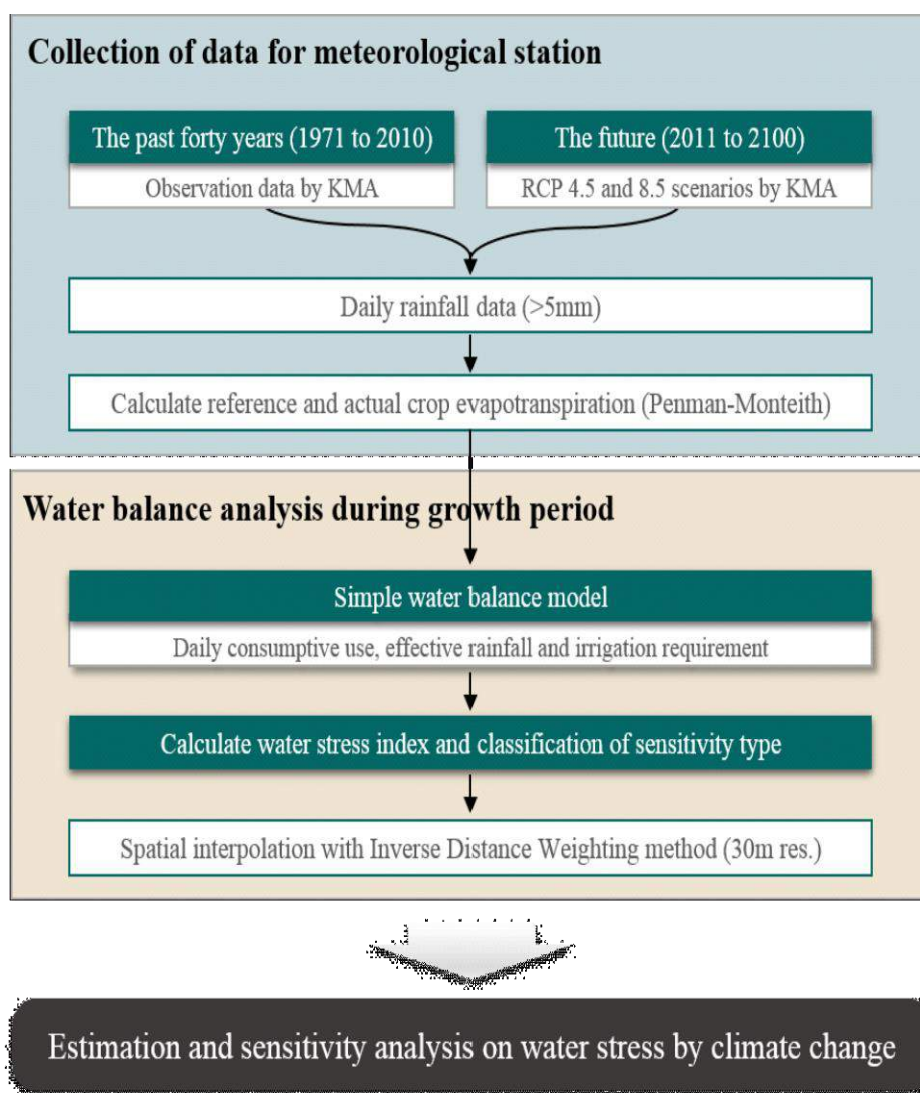 Collection of data for meteorological station
The past forty years (1971 to 2010)
Observation data by KMA
The future (2011 to 2100)
RCP 4.5 and 8.5 scenarios by KMA
Daily rainfall data (>5mm)
Calculate reference and actual crop evapotranspiration (Penman-Monteith)
Water balance analysis during growth period
Simple water balance model
Daily consumptive use, effective rainfall and irrigation requirement
Calculate water stress index and classification of sensitivity type
Spatial interpolation with Inverse Distance Weighting method (30m res.)
Estimation and sensitivity analysis on water stress by climate change